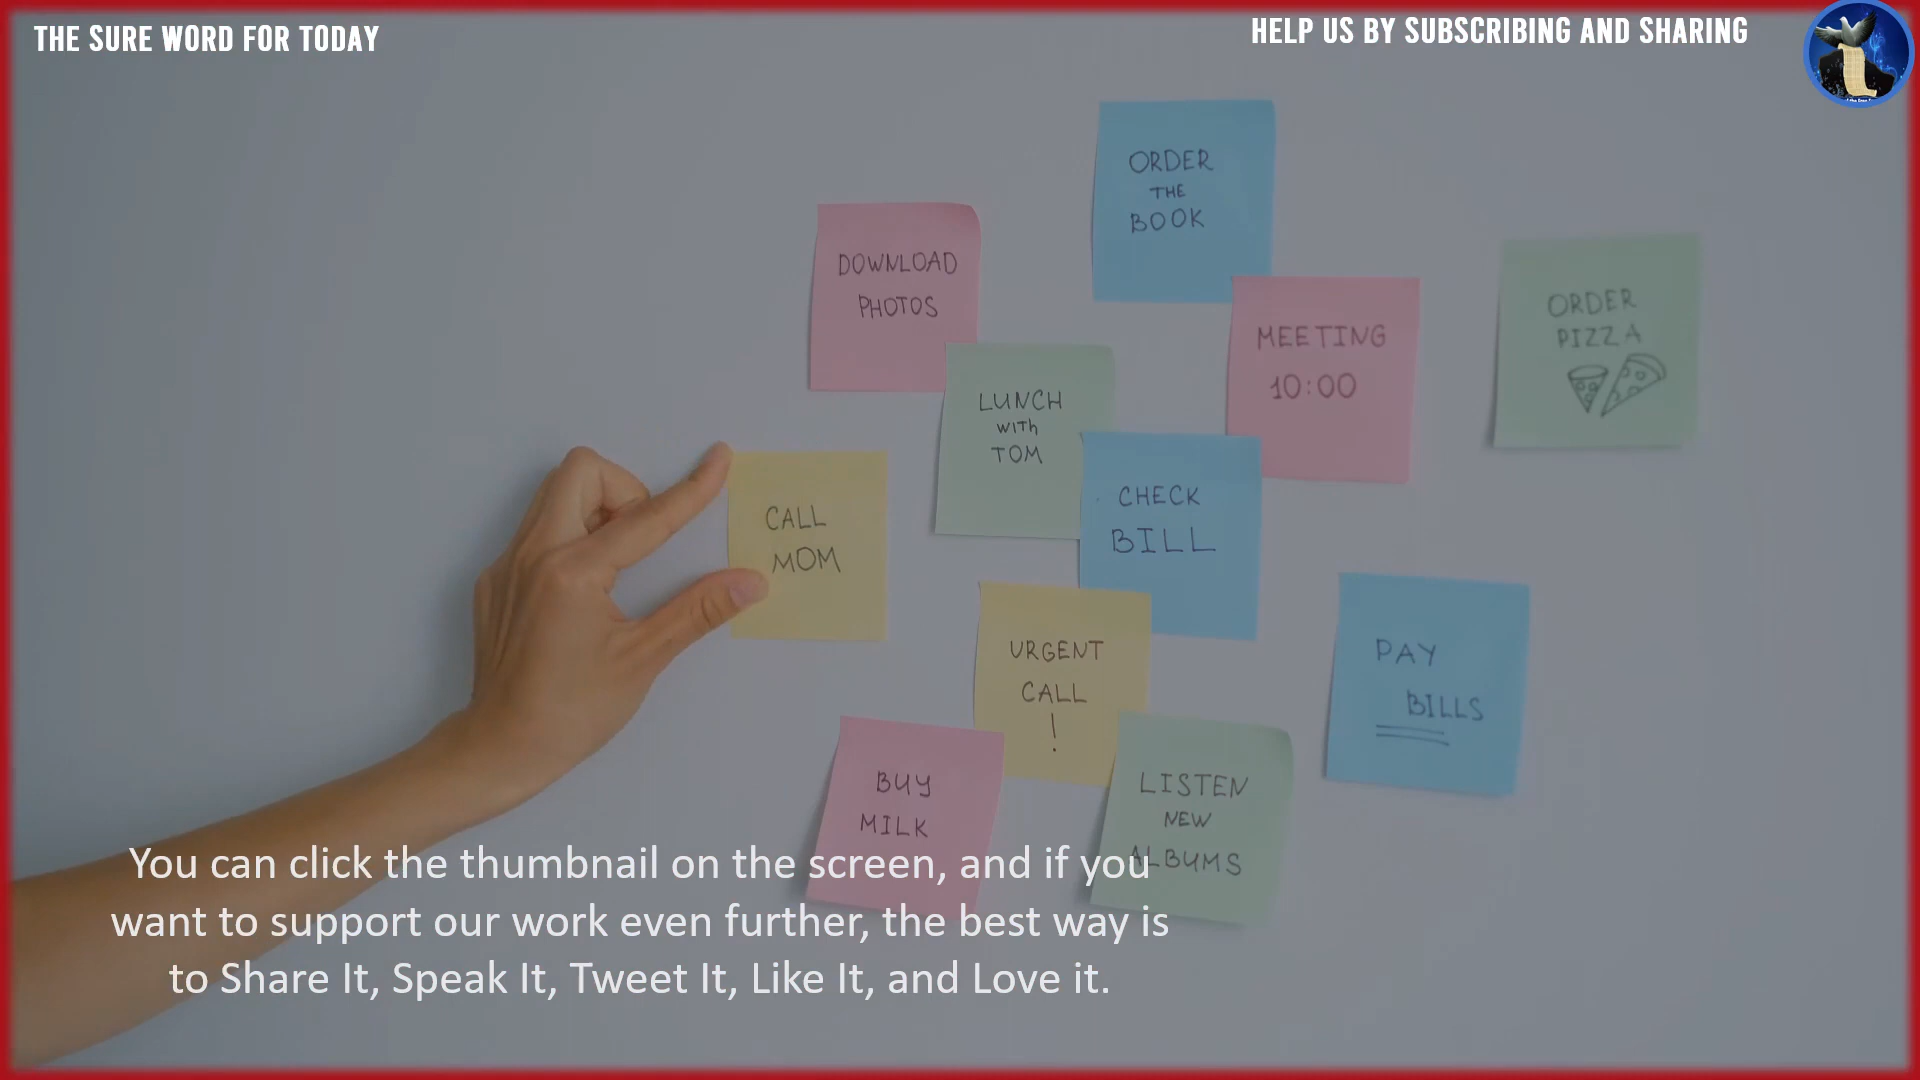 THE SURE WORD FOR TODAY
HELP US BY SUBSCRIBING AND SHARING
ORDER
THE
BOOK
DOWNLOAD
PHOTOS
MEETING
10:00
ORDER
PIZZA
LUNCH
WITH
TOM
CHECK
BILL
CALL
MOM
URGENT
CALL
!
PAY
BILLS
BUY
MILK
LISTEN
NEW
ALBUMS
You can click the thumbnail on the screen, and if you
want to support our work even further, the best way is
to Share It, Speak It, Tweet It, Like It, and Love it.